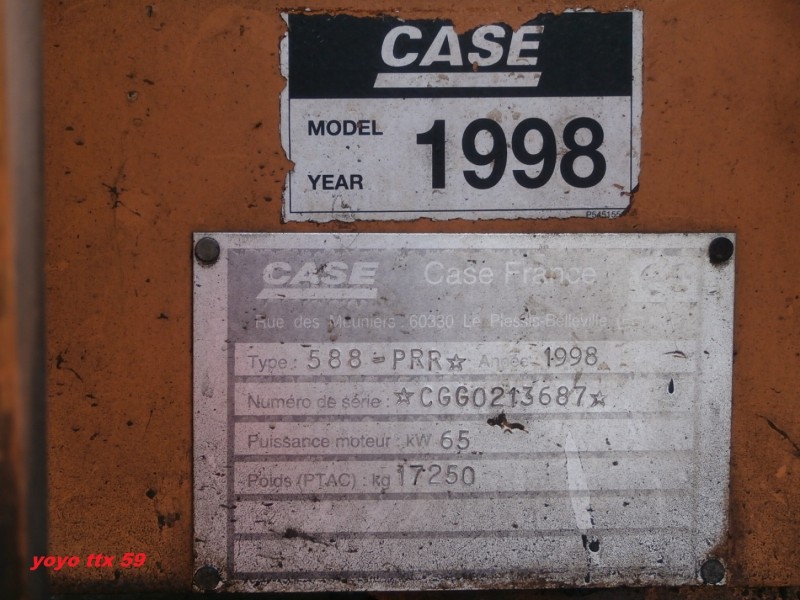 CASE
MODEL
YEAR 1998
CASE Case France
Rue des Meuniers 60330 Le Plessis-Belleville
Type : 588-PRR☆ Année : 1998
Numéro de série : ☆CGG0213687☆
Puissance moteur : kW 65
Poids (PTAC) : kg 17250
yoyo ttx 59